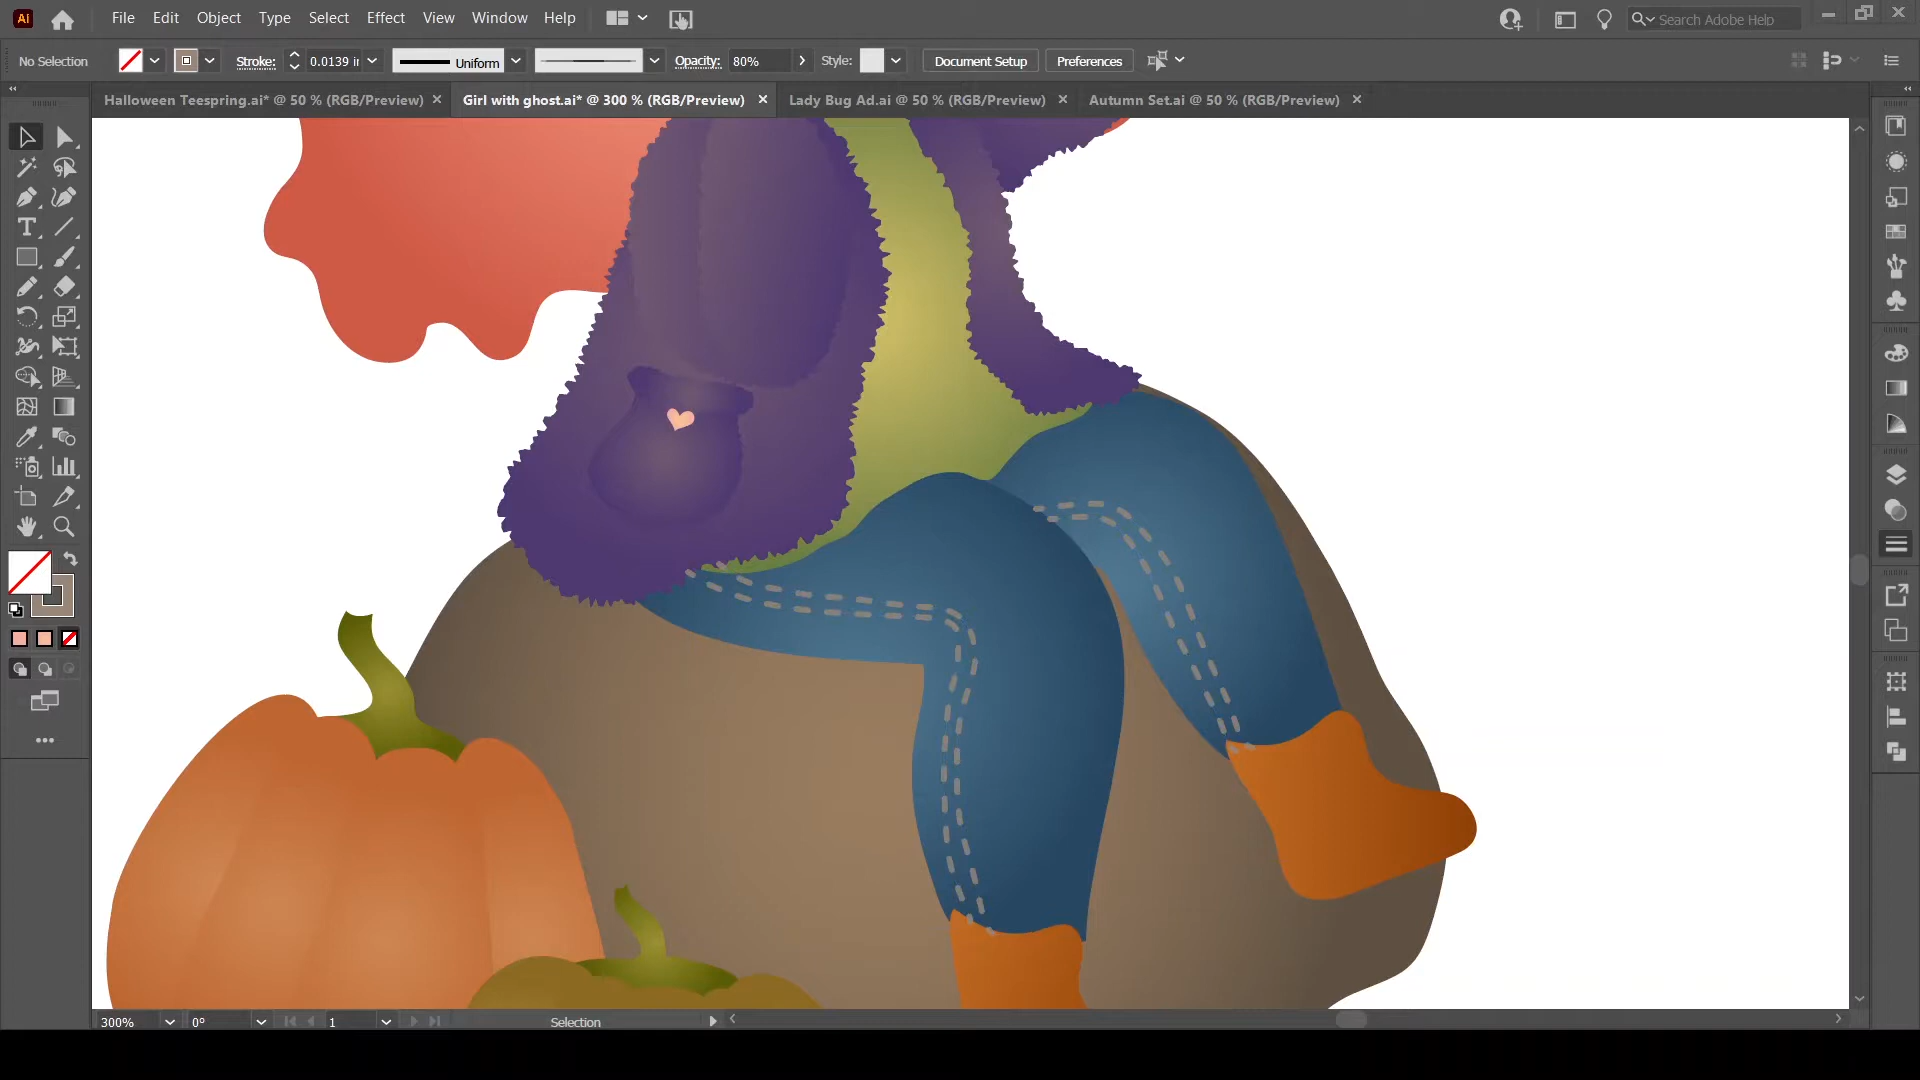 Ai File Edit Object Type Select Effect View Window Help Search Adobe Help
No Selection Stroke: 0.0139 in Uniform Opacity: 80% Style: Document Setup Preferences
Halloween Teespring.ai* @ 50 % (RGB/Preview) Girl with ghost.ai* @ 300 % (RGB/Preview) Lady Bug Ad.ai @ 50 % (RGB/Preview) Autumn Set.ai @ 50 % (RGB/Preview)
300% 0° 1 Selection